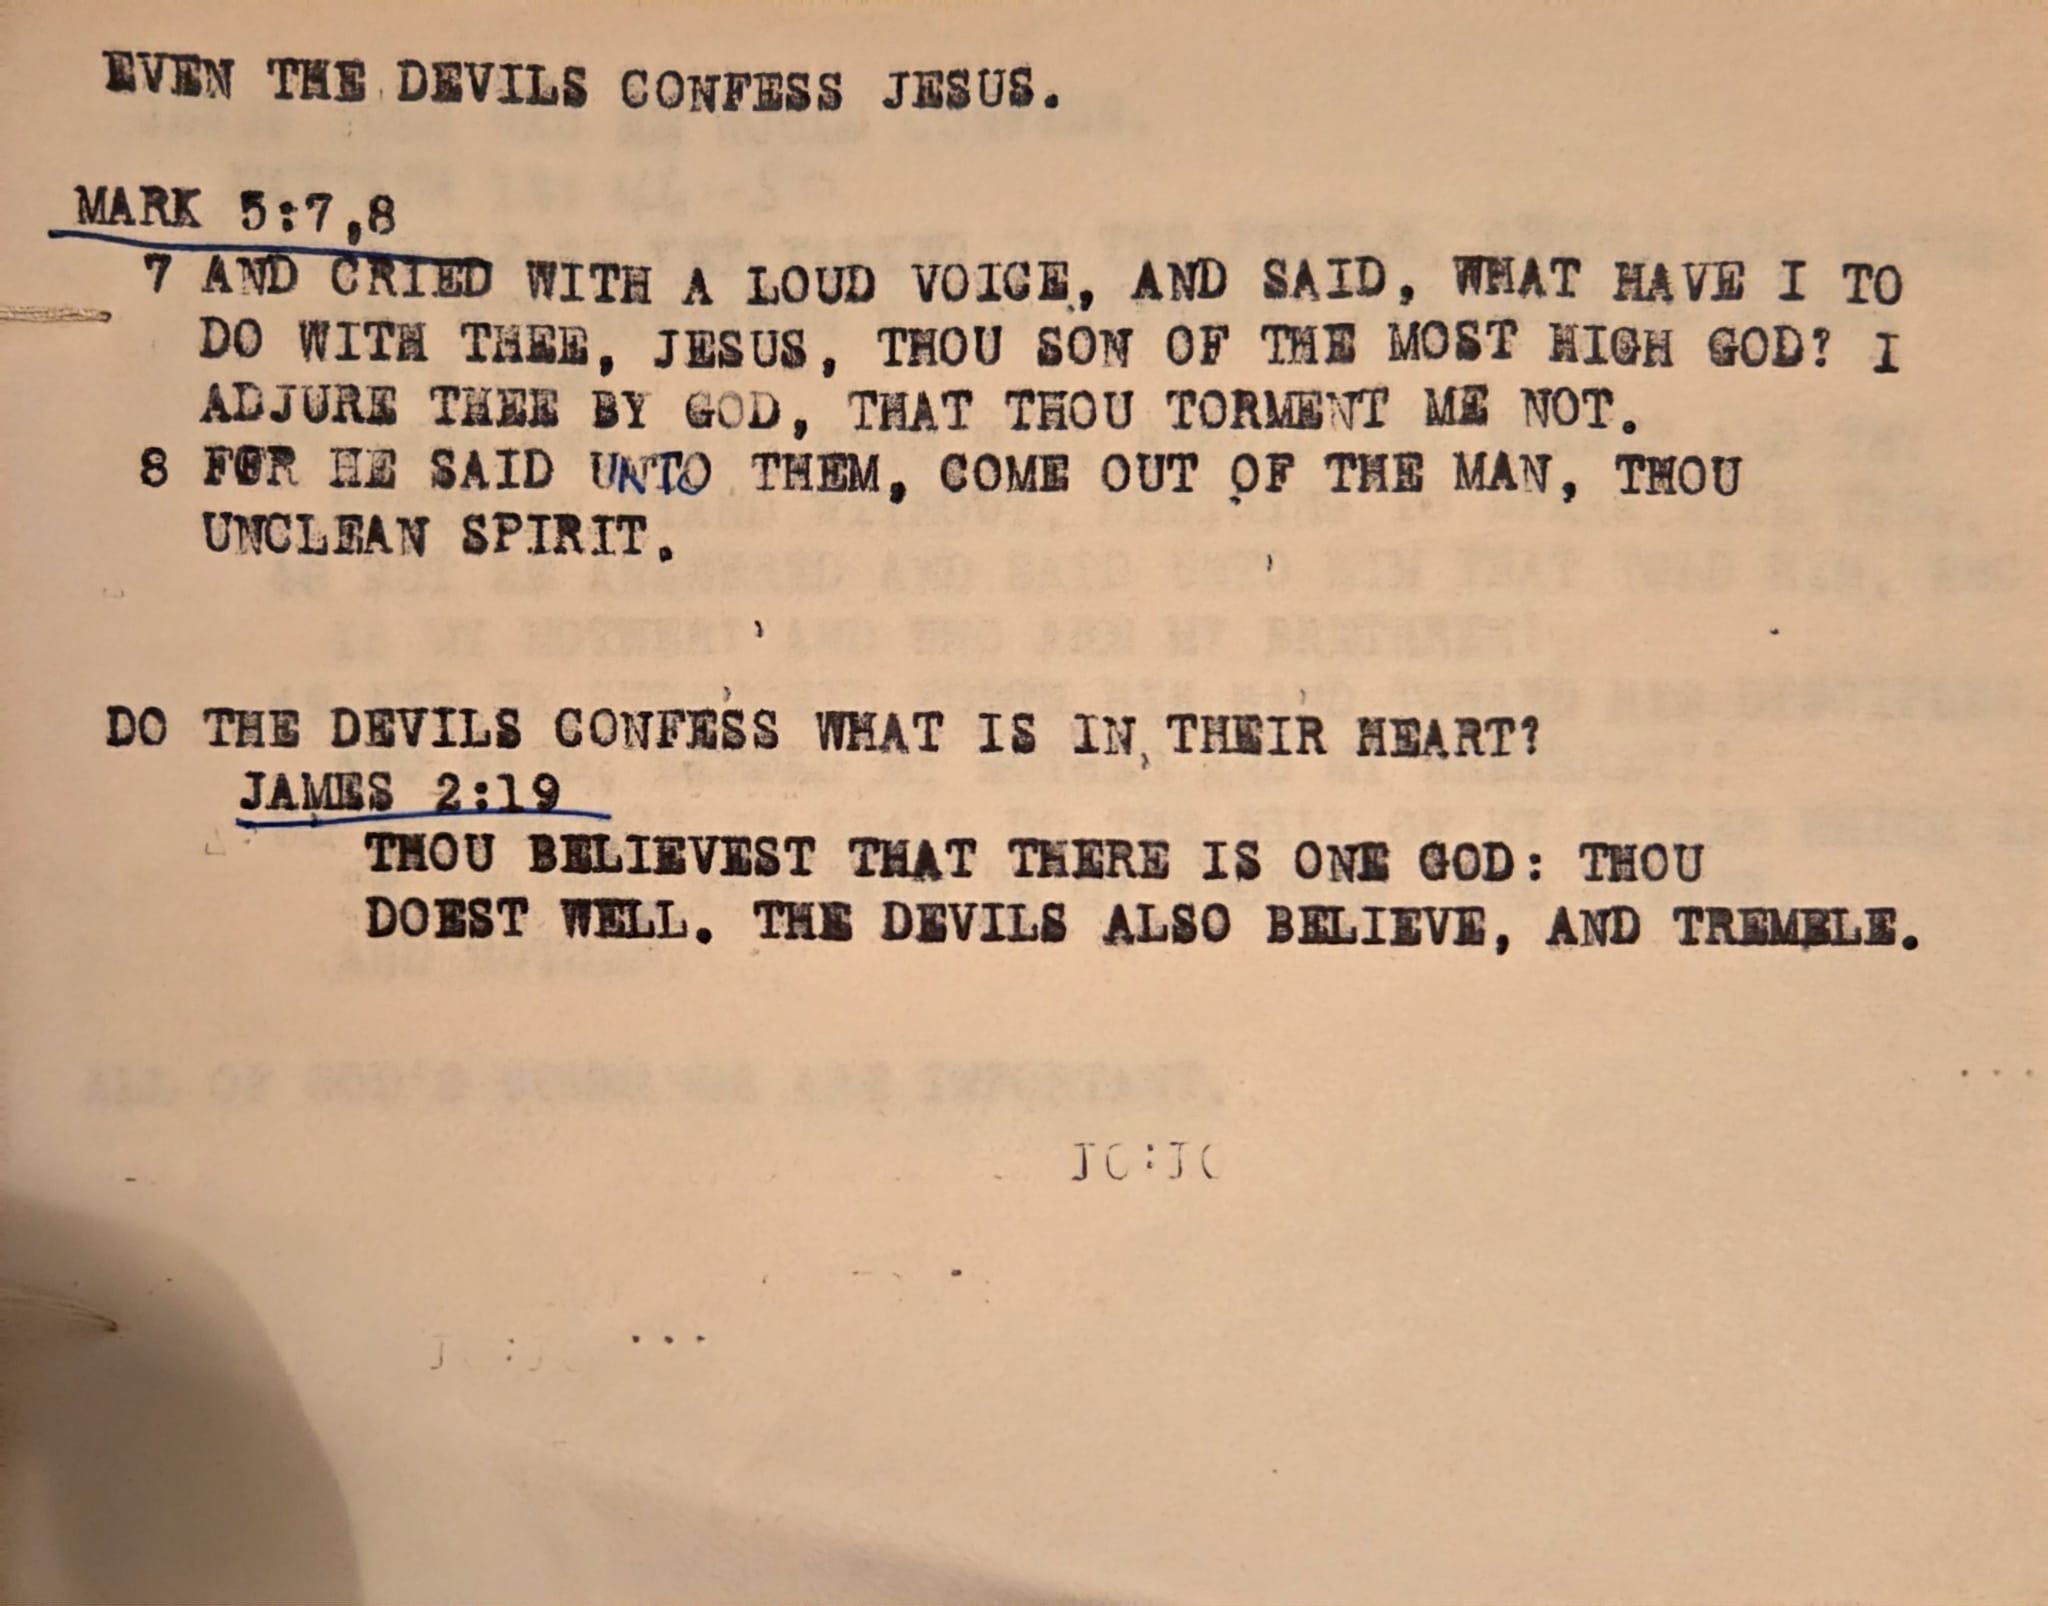 EVEN THE DEVILS CONFESS JESUS.
MARK 5:7,8
7 AND CRIED WITH A LOUD VOICE, AND SAID, WHAT HAVE I TO
DO WITH THEE, JESUS, THOU SON OF THE MOST HIGH GOD? I
ADJURE THEE BY GOD, THAT THOU TORMENT ME NOT.
8 FOR HE SAID UNTO THEM, COME OUT OF THE MAN, THOU
UNCLEAN SPIRIT.
DO THE DEVILS CONFESS WHAT IS IN THEIR HEART?
JAMES 2:19
THOU BELIEVEST THAT THERE IS ONE GOD: THOU
DOEST WELL. THE DEVILS ALSO BELIEVE, AND TREMBLE.